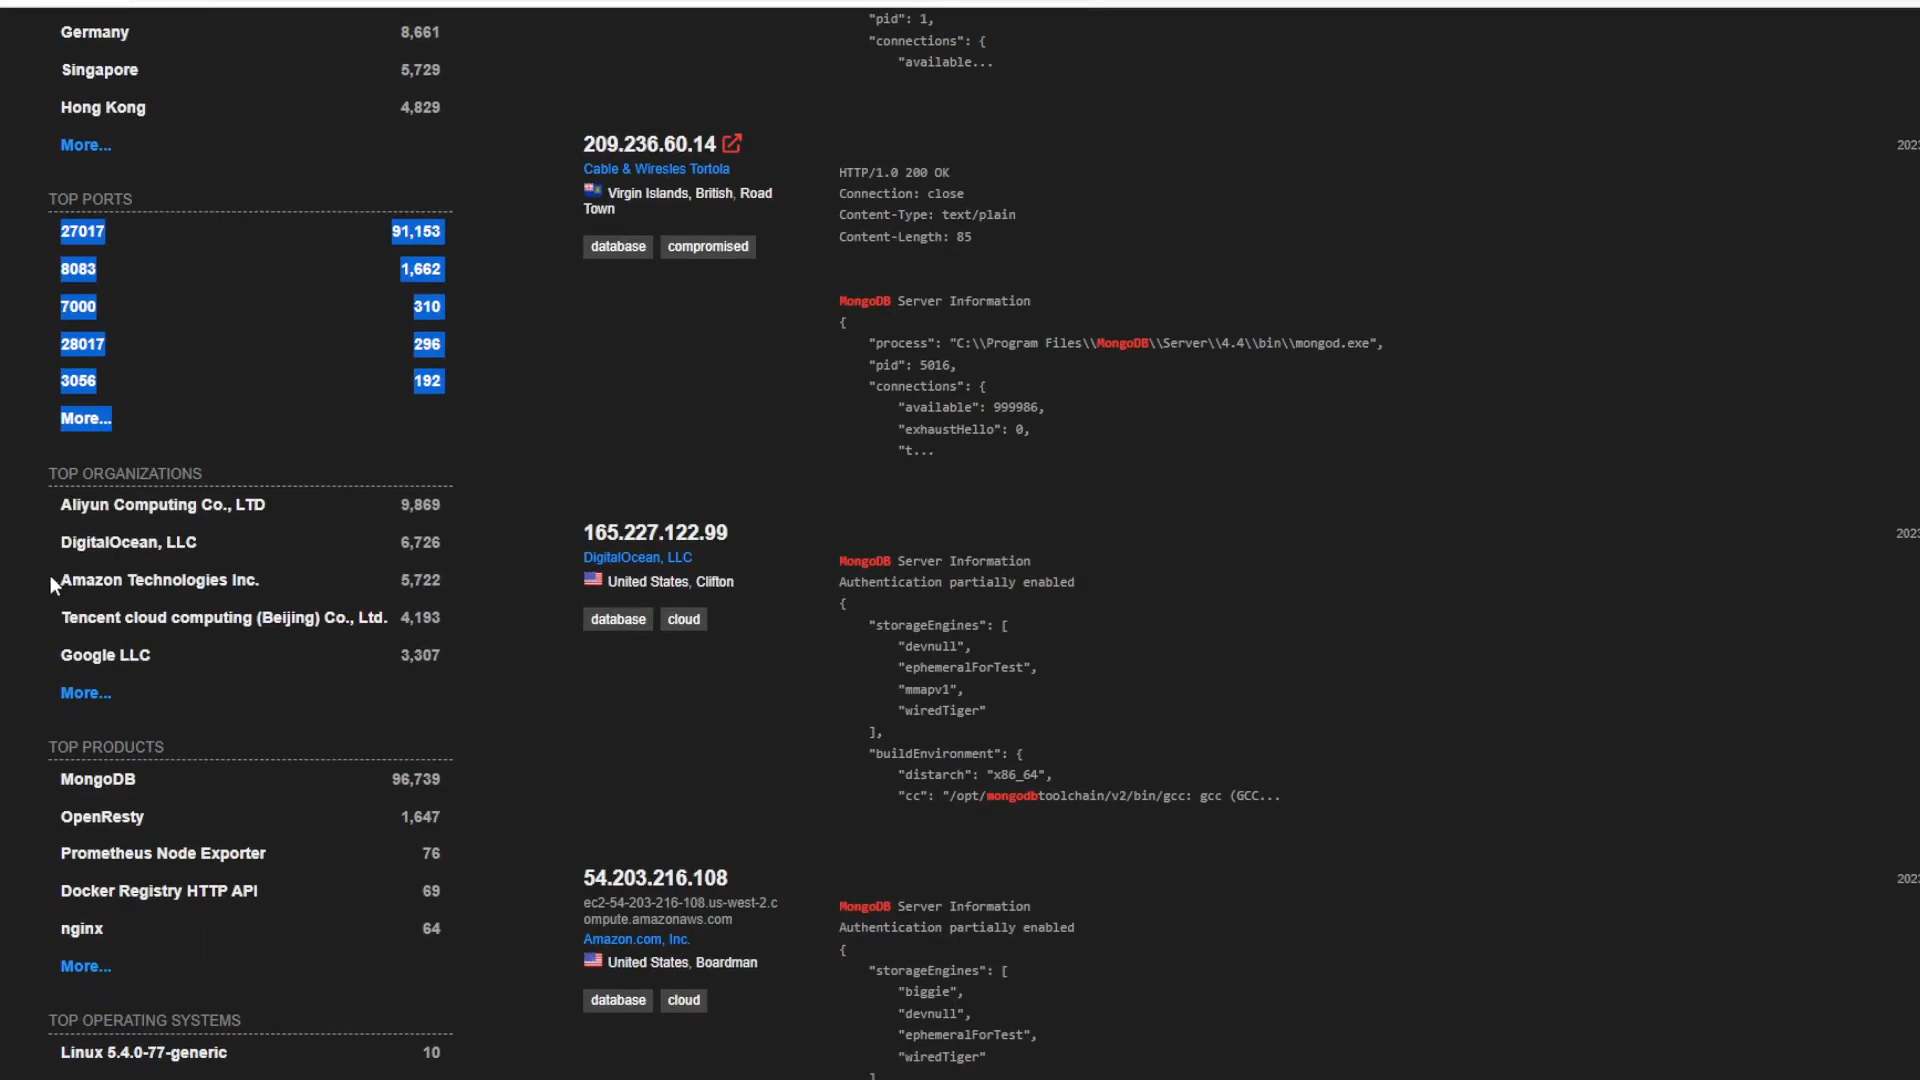 Germany 8,661
Singapore 5,729
Hong Kong 4,829
More...
TOP PORTS
27017 91,153
8083 1,662
7000 310
28017 296
3056 192
More...
TOP ORGANIZATIONS
Aliyun Computing Co., LTD 9,869
DigitalOcean, LLC 6,726
Amazon Technologies Inc. 5,722
Tencent cloud computing (Beijing) Co., Ltd. 4,193
Google LLC 3,307
More...
TOP PRODUCTS
MongoDB 96,739
OpenResty 1,647
Prometheus Node Exporter 76
Docker Registry HTTP API 69
nginx 64
More...
TOP OPERATING SYSTEMS
Linux 5.4.0-77-generic 10
"pid": 1,
"connections": {
"available...
209.236.60.14
Cable & Wiresles Tortola
Virgin Islands, British, Road
Town
database compromised
HTTP/1.0 200 OK
Connection: close
Content-Type: text/plain
Content-Length: 85
MongoDB Server Information
{
"process": "C:\\Program Files\\MongoDB\\Server\\4.4\\bin\\mongod.exe",
"pid": 5016,
"connections": {
"available": 999986,
"exhaustHello": 0,
"t...
2023
165.227.122.99
DigitalOcean, LLC
United States, Clifton
database cloud
MongoDB Server Information
Authentication partially enabled
{
"storageEngines": [
"devnull",
"ephemeralForTest",
"mmapv1",
"wiredTiger"
],
"buildEnvironment": {
"distarch": "x86_64",
"cc": "/opt/mongodbtoolchain/v2/bin/gcc: gcc (GCC...
2023
54.203.216.108
ec2-54-203-216-108.us-west-2.c
ompute.amazonaws.com
Amazon.com, Inc.
United States, Boardman
database cloud
MongoDB Server Information
Authentication partially enabled
{
"storageEngines": [
"biggie",
"devnull",
"ephemeralForTest",
"wiredTiger"
]
2023